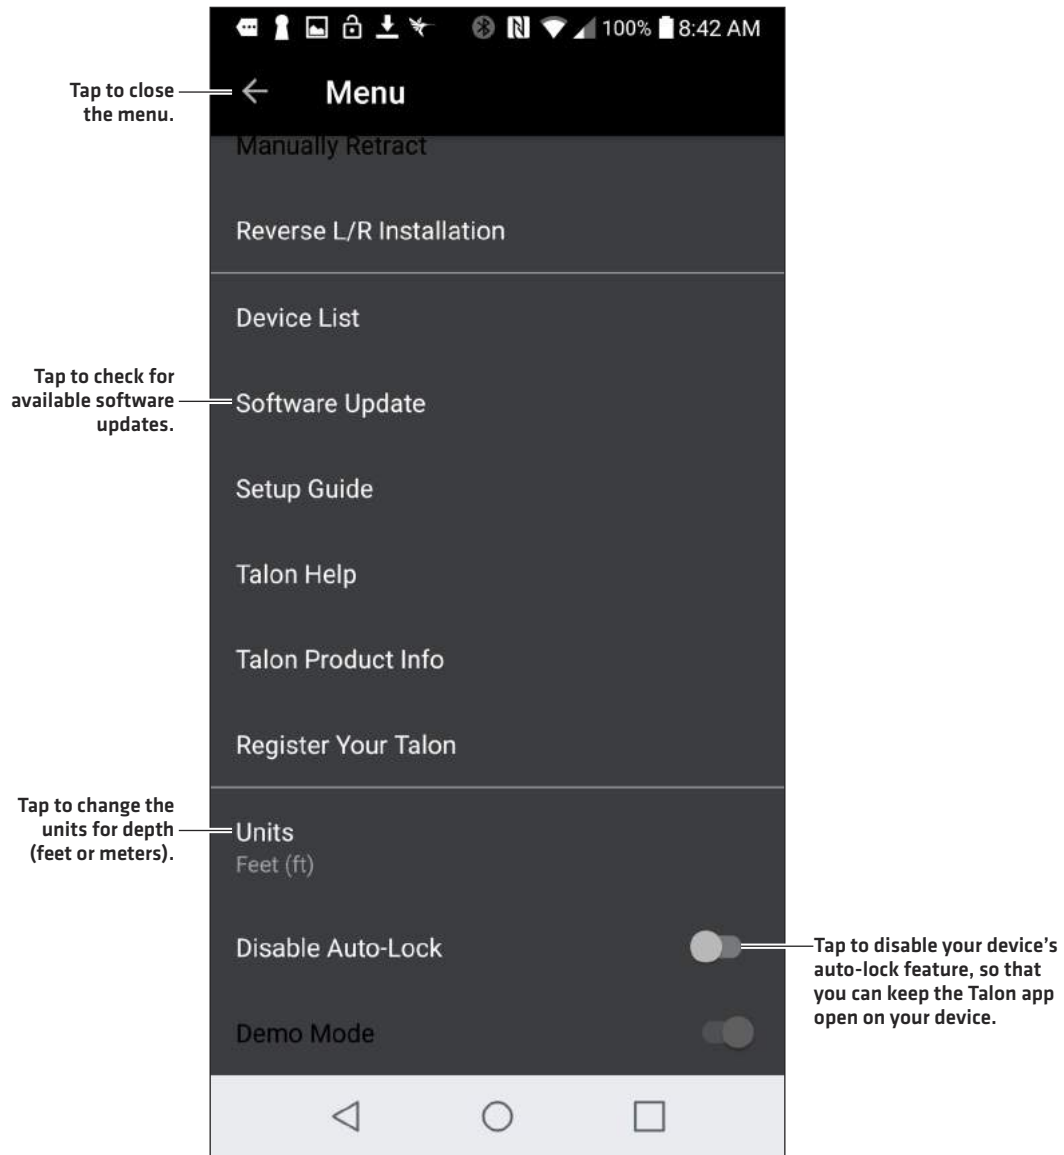 100% 8:42 AM
Tap to close
the menu.
Menu
Manually Retract
Reverse L/R Installation
Device List
Tap to check for
available software
updates.
Software Update
Setup Guide
Talon Help
Talon Product Info
Register Your Talon
Tap to change the
units for depth
(feet or meters).
Units
Feet (ft)
Disable Auto-Lock
Tap to disable your device's
auto-lock feature, so that
you can keep the Talon app
open on your device.
Demo Mode